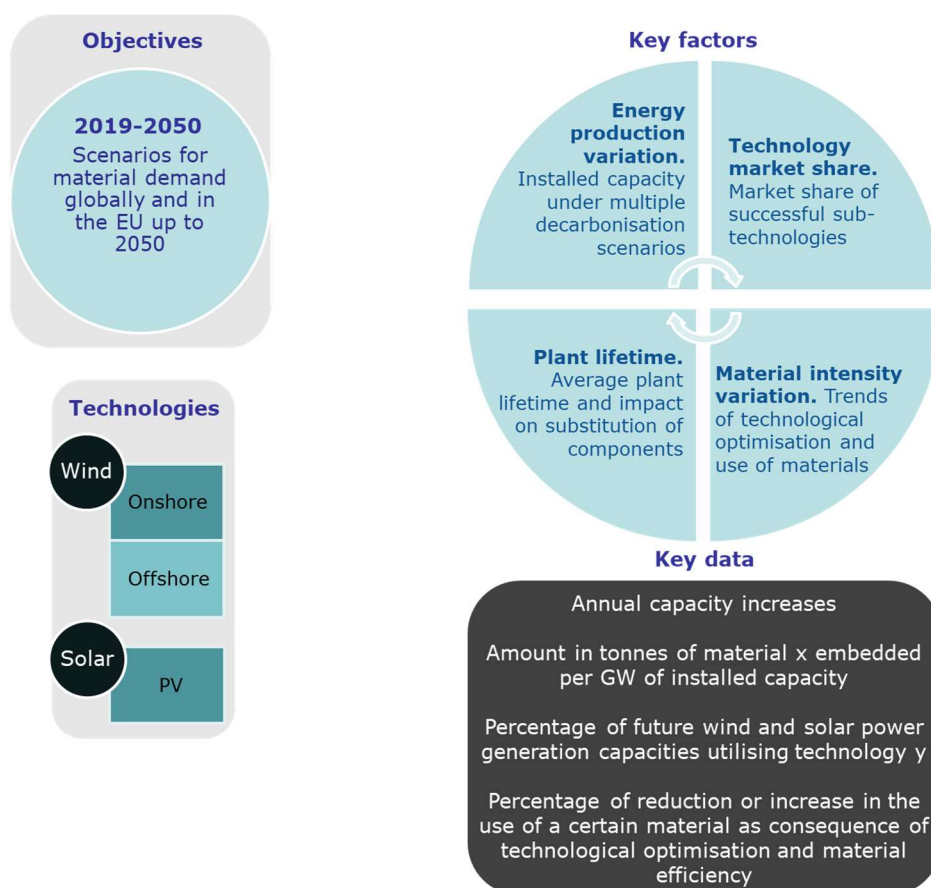 Objectives
2019-2050
Scenarios for
material demand
globally and in
the EU up to
2050
Technologies
Wind
Onshore
Offshore
Solar
PV
Key factors
Energy
production
variation.
Installed capacity
under multiple
decarbonisation
scenarios
Technology
market share.
Market share of
successful sub-
technologies
Plant lifetime.
Average plant
lifetime and impact
on substitution of
components
Material intensity
variation. Trends
of technological
optimisation and
use of materials
Key data
Annual capacity increases
Amount in tonnes of material x embedded
per GW of installed capacity
Percentage of future wind and solar power
generation capacities utilising technology y
Percentage of reduction or increase in the
use of a certain material as consequence of
technological optimisation and material
efficiency